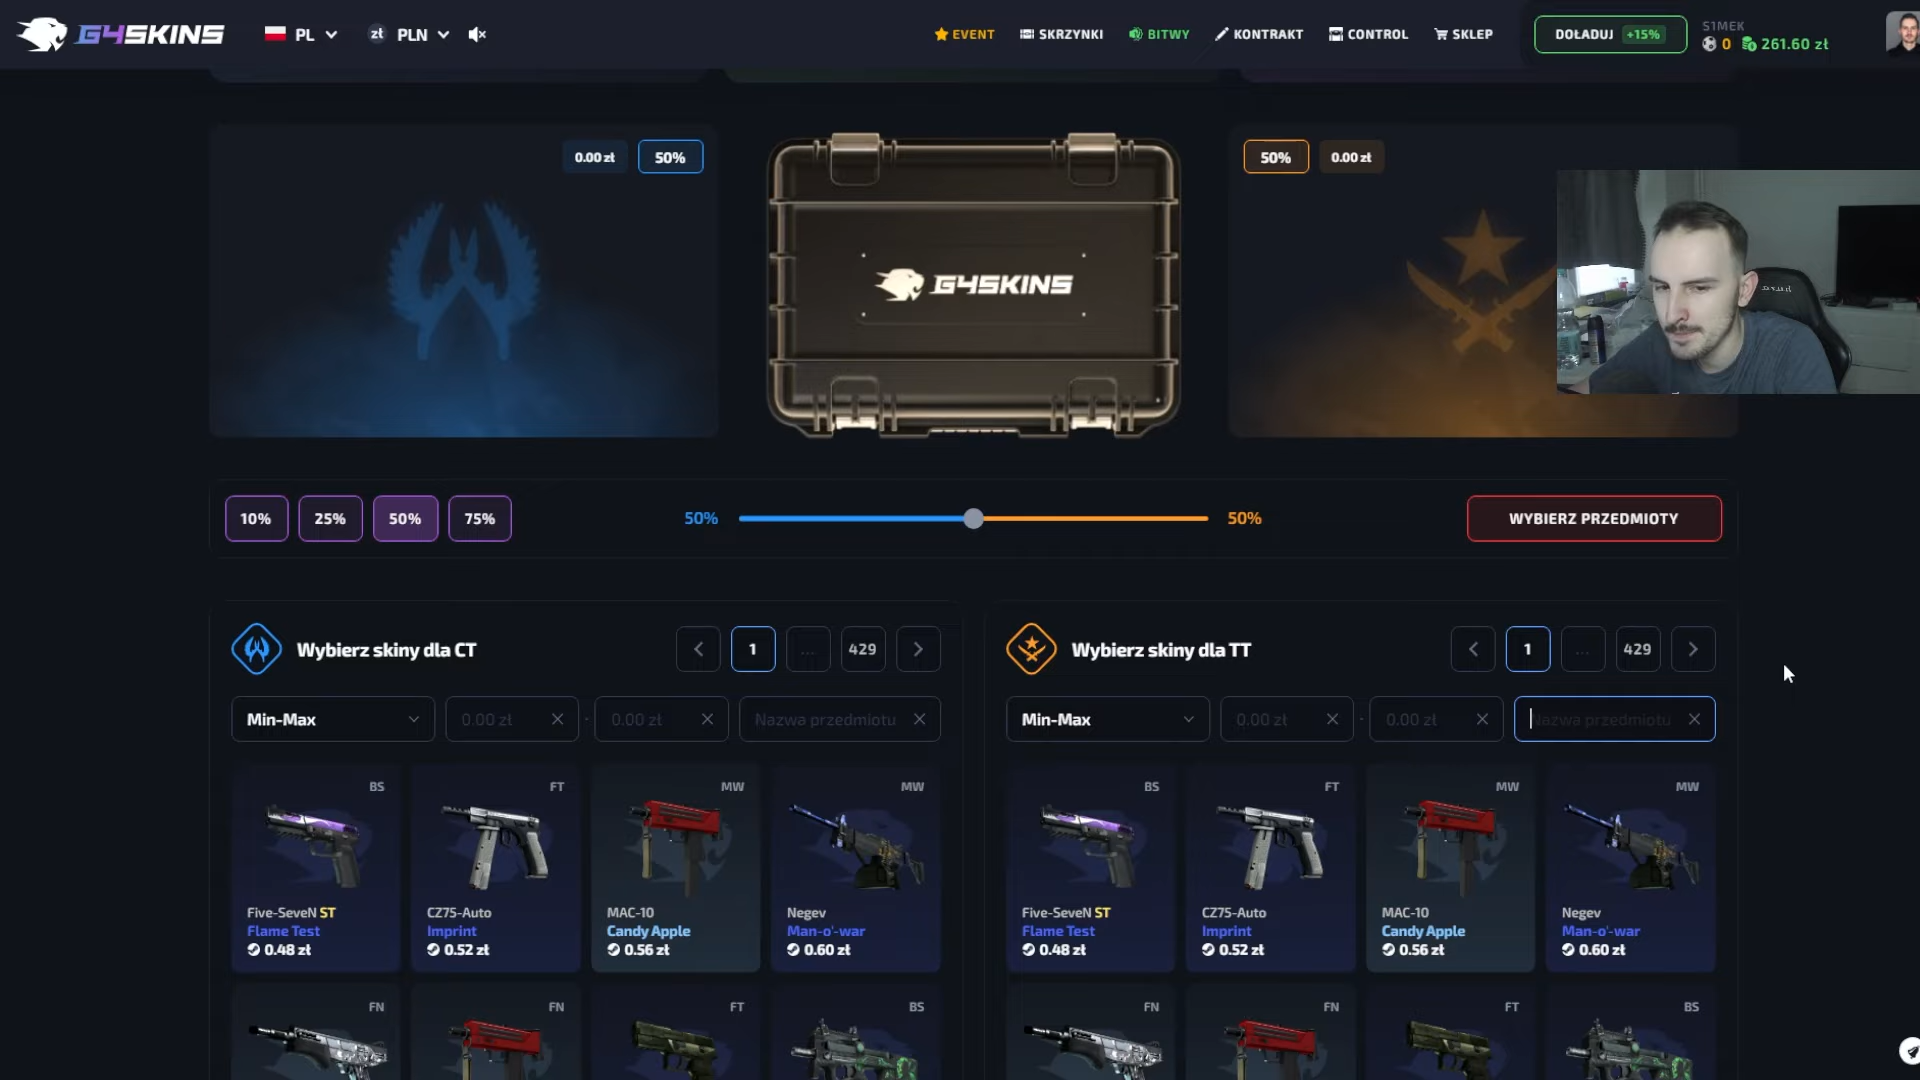 G4SKINS
PL
zł PLN
EVENT
SKRZYNKI
BITWY
KONTRAKT
CONTROL
SKLEP
DOŁADUJ +15%
S1MEK
0 261.60 zł
0.00 zł 50%
G4SKINS
50% 0.00 zł
10% 25% 50% 75%
50% 50%
WYBIERZ PRZEDMIOTY
Wybierz skiny dla CT
1 ... 429
Min-Max 0.00 zł - 0.00 zł Nazwa przedmiotu
BS
Five-SeveN ST
Flame Test
0.48 zł
FT
CZ75-Auto
Imprint
0.52 zł
MW
MAC-10
Candy Apple
0.56 zł
MW
Negev
Man-o'-war
0.60 zł
FN FN FT BS
Wybierz skiny dla TT
1 ... 429
Min-Max 0.00 zł - 0.00 zł Nazwa przedmiotu
BS
Five-SeveN ST
Flame Test
0.48 zł
FT
CZ75-Auto
Imprint
0.52 zł
MW
MAC-10
Candy Apple
0.56 zł
MW
Negev
Man-o'-war
0.60 zł
FN FN FT BS